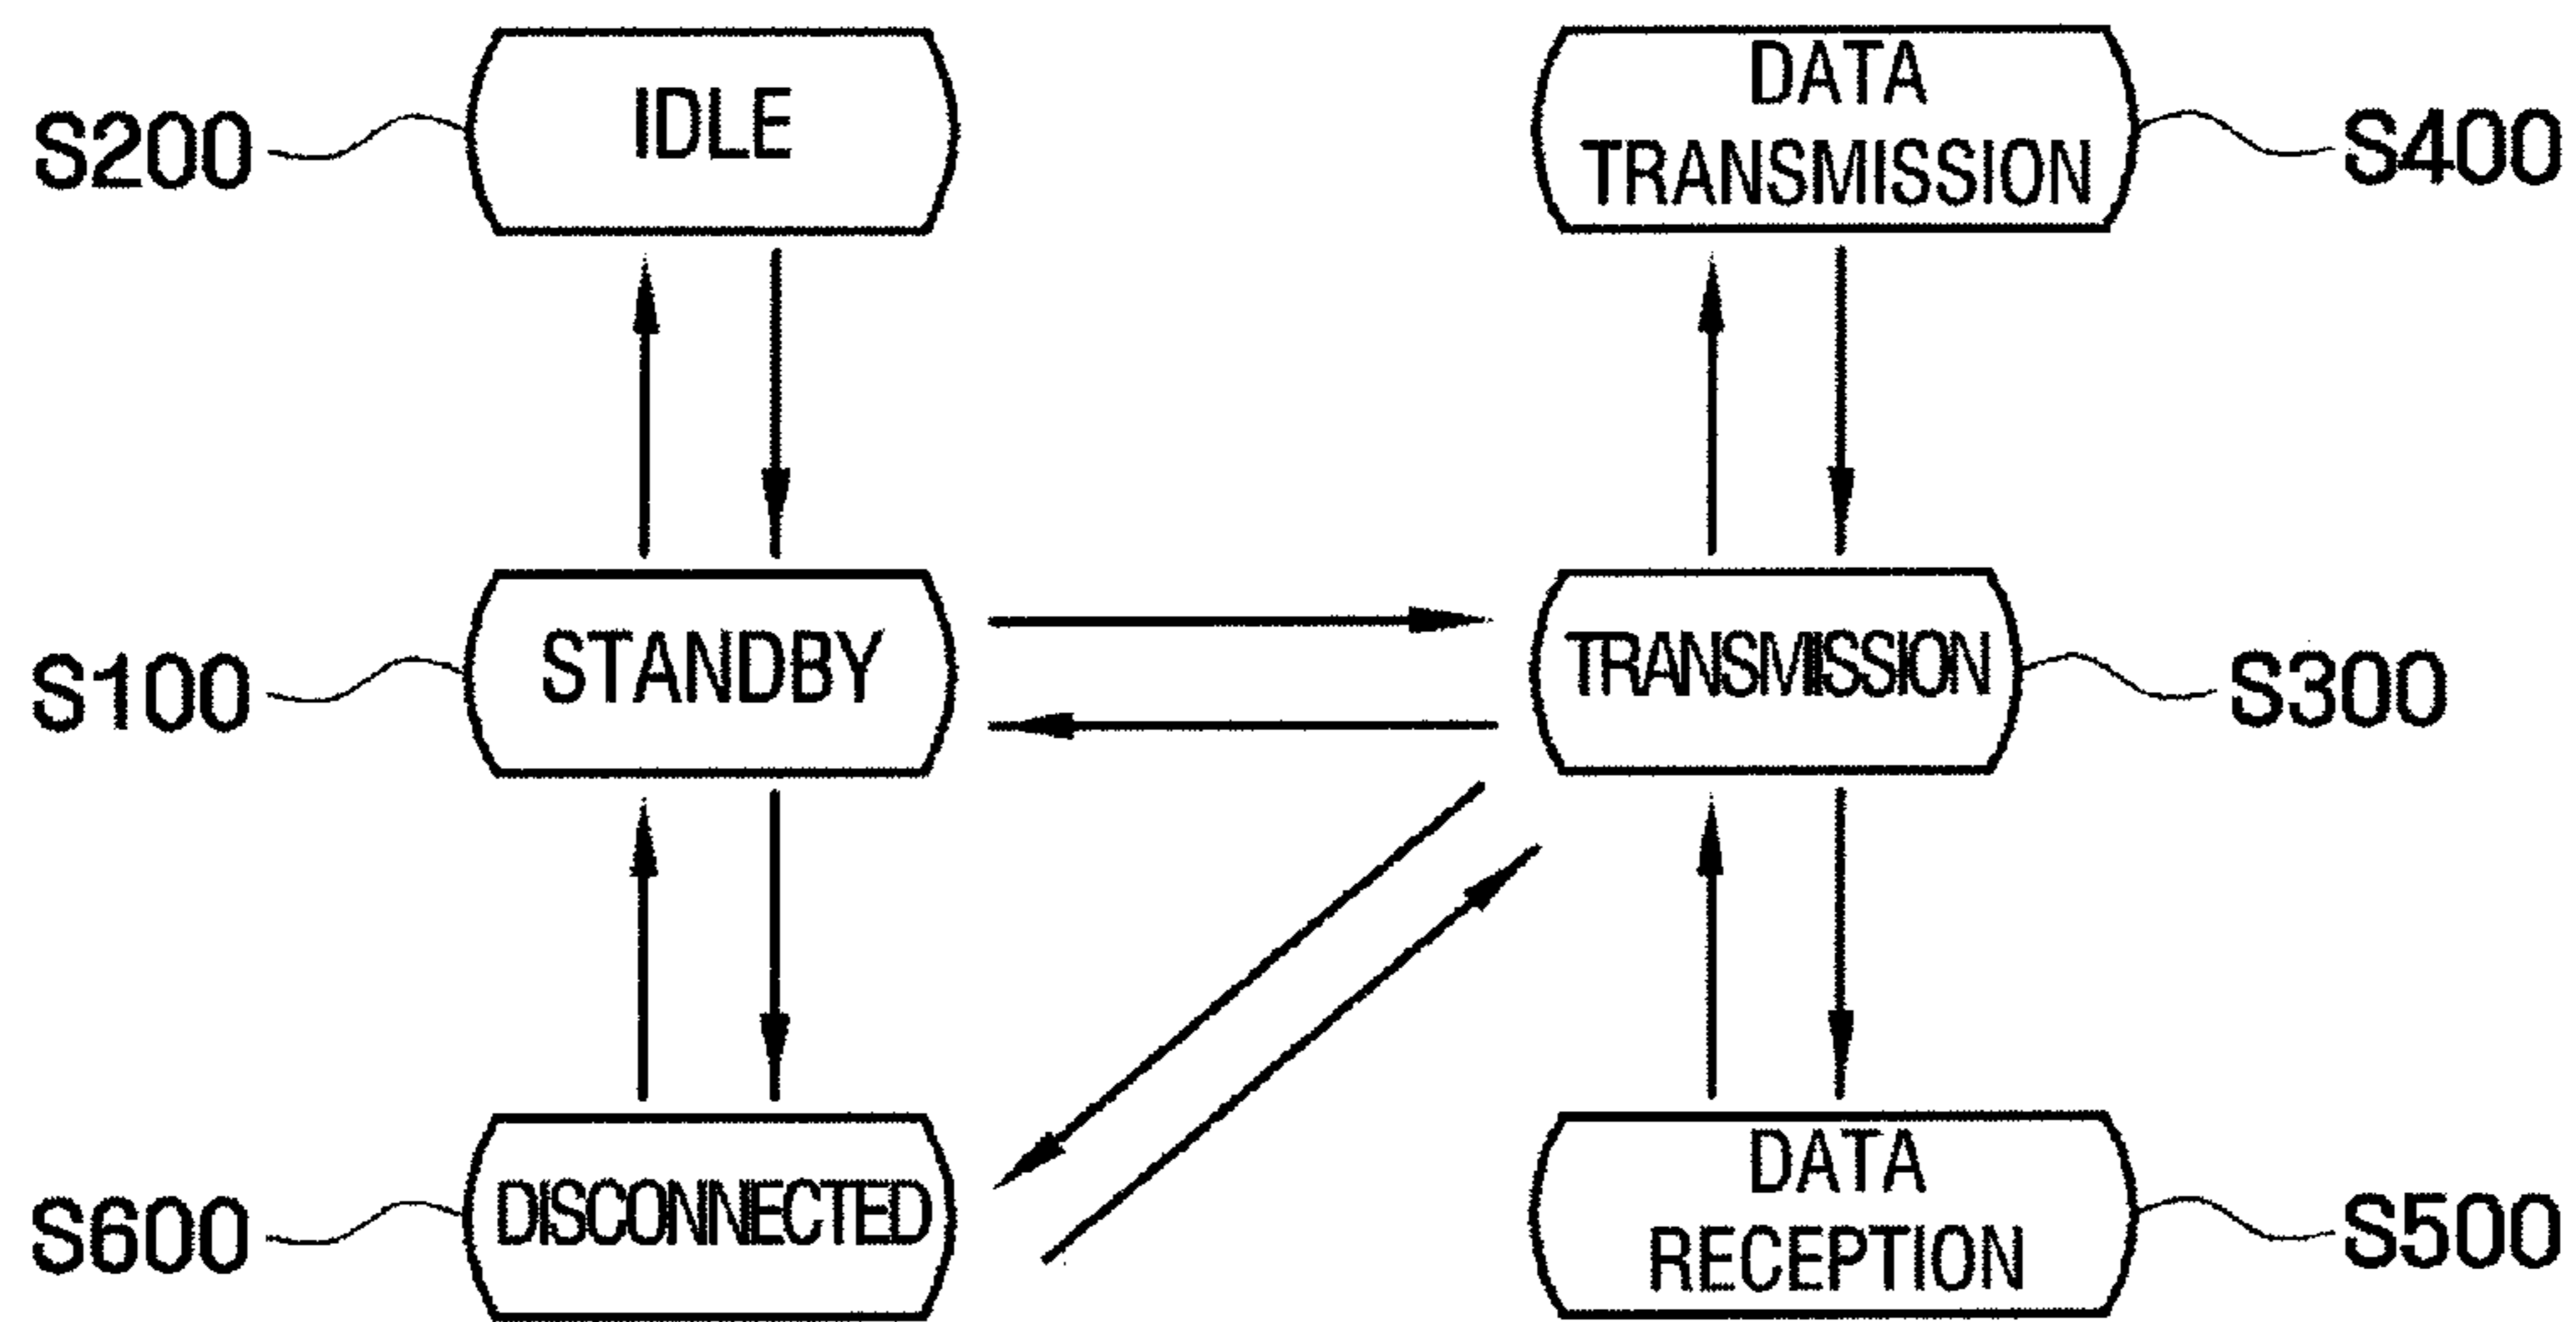 S200
IDLE
DATA
TRANSMISSION
S400
S100
STANDBY
TRANSMISSION
S300
S600
DISCONNECTED
DATA
RECEPTION
S500